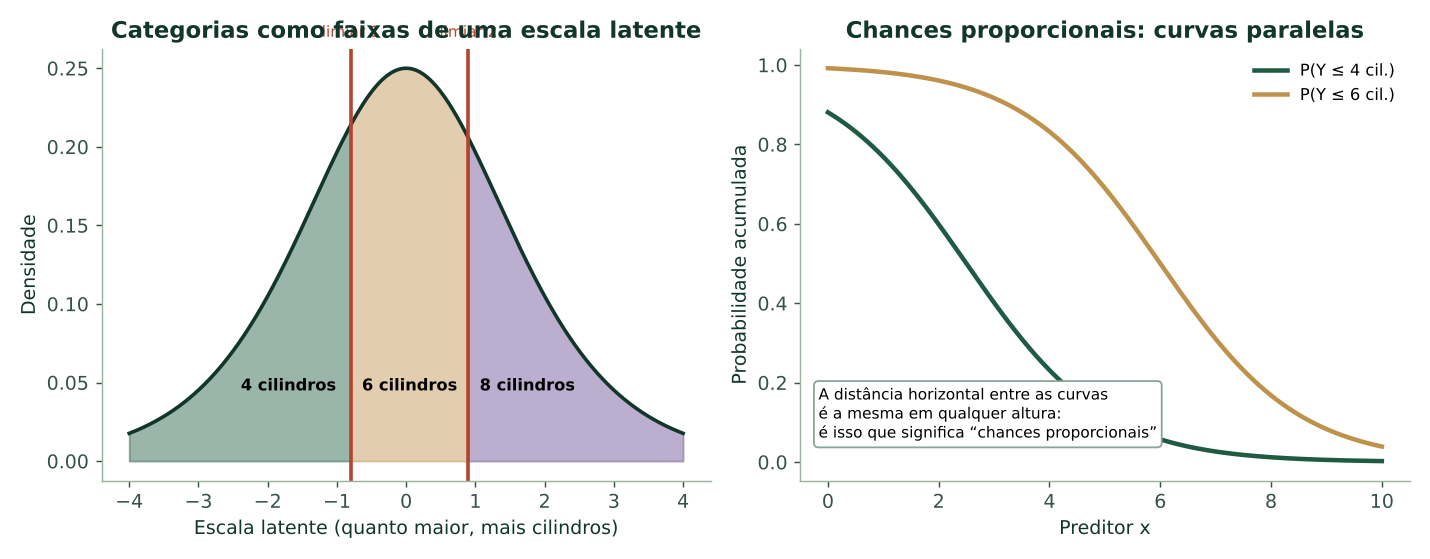 Categorias como faixas de uma escala latente
0.25
0.20
0.15
0.10
0.05
0.00
Densidade
4 cilindros
6 cilindros
8 cilindros
−4
−3
−2
−1
0
1
2
3
4
Escala latente (quanto maior, mais cilindros)
Chances proporcionais: curvas paralelas
P(Y ≤ 4 cil.)
P(Y ≤ 6 cil.)
1.0
0.8
0.6
0.4
0.2
0.0
Probabilidade acumulada
A distância horizontal entre as curvas
é a mesma em qualquer altura:
é isso que significa “chances proporcionais”
0
2
4
6
8
10
Preditor x